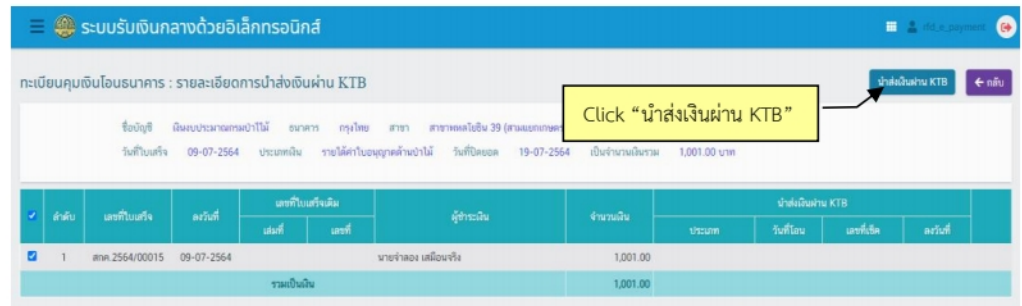 ระบบรับเงินกลางด้วยอิเล็กทรอนิกส์ rfd_e_payment
ทะเบียนคุมเงินโอนธนาคาร : รายละเอียดการนำส่งเงินผ่าน KTB
นำส่งเงินผ่าน KTB
กลับ
Click “นำส่งเงินผ่าน KTB”
ชื่อบัญชี เงินงบประมาณกรมป่าไม้ ธนาคาร กรุงไทย สาขา สาขาพหลโยธิน 39 (สามแยกเกษตร
วันที่ใบเสร็จ 09-07-2564 ประเภทเงิน รายได้ค่าใบอนุญาตด้านป่าไม้ วันที่ปิดยอด 19-07-2564 เป็นจำนวนเงินรวม 1,001.00 บาท
ลำดับ เลขที่ใบเสร็จ ลงวันที่ เลขที่ใบเสร็จเดิม ผู้ชำระเงิน จำนวนเงิน นำส่งเงินผ่าน KTB
เล่มที่ เลขที่ ประเภท วันที่โอน เลขที่เช็ค ลงวันที่
1 สกค.2564/00015 09-07-2564 นายจำลอง เสมือนจริง 1,001.00
รวมเป็นเงิน 1,001.00